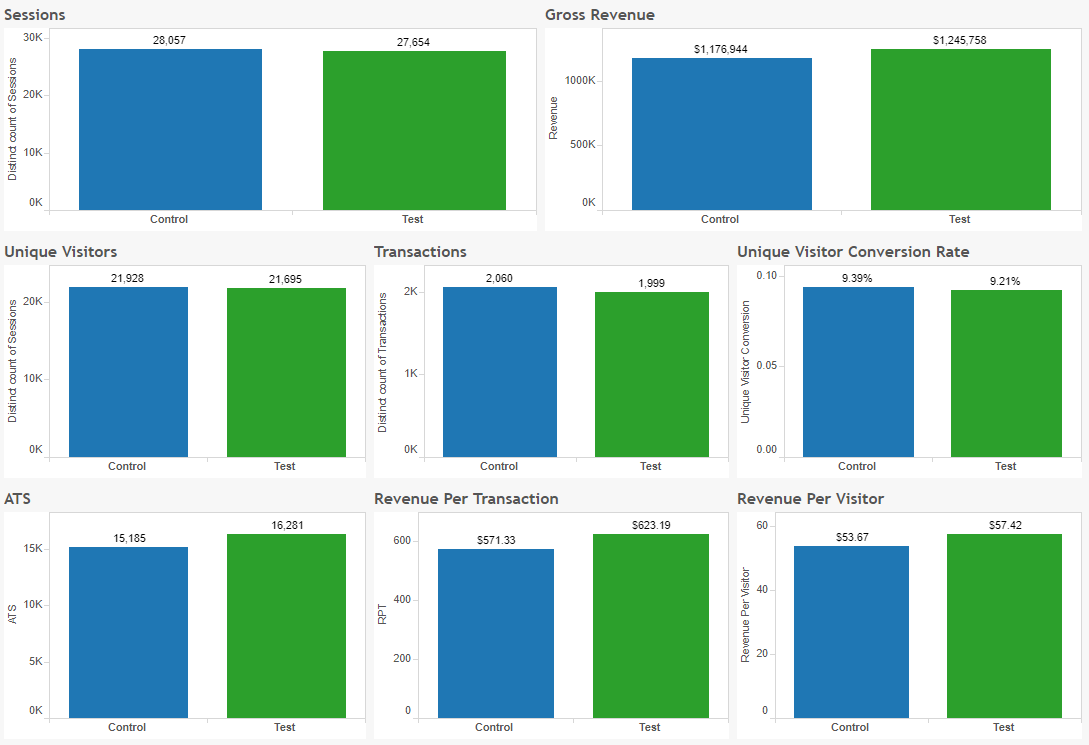 Sessions
Distinct count of Sessions
30K
20K
10K
0K
28,057
27,654
Control
Test
Gross Revenue
Revenue
1000K
500K
0K
$1,176,944
$1,245,758
Control
Test
Unique Visitors
Distinct count of Sessions
20K
10K
0K
21,928
21,695
Control
Test
Transactions
Distinct count of Transactions
2K
1K
0K
2,060
1,999
Control
Test
Unique Visitor Conversion Rate
Unique Visitor Conversion
0.10
0.05
0.00
9.39%
9.21%
Control
Test
ATS
ATS
15K
10K
5K
0K
15,185
16,281
Control
Test
Revenue Per Transaction
RPT
600
400
200
0
$571.33
$623.19
Control
Test
Revenue Per Visitor
Revenue Per Visitor
60
40
20
0
$53.67
$57.42
Control
Test